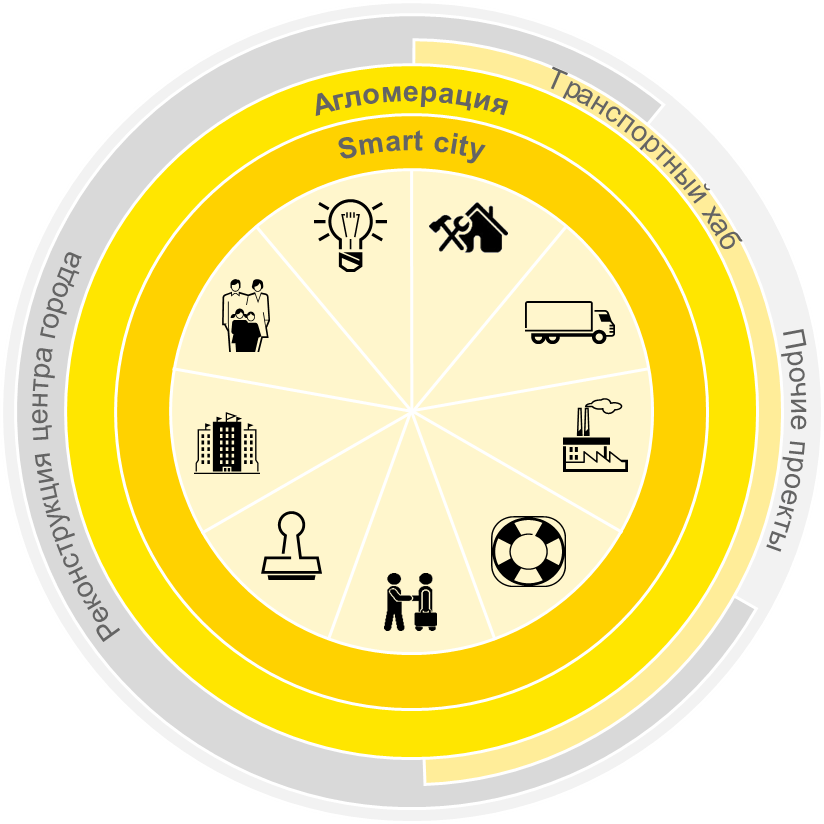 Агломерация
Smart city
Транспортный хаб
Реконструкция центра города
Прочие проекты